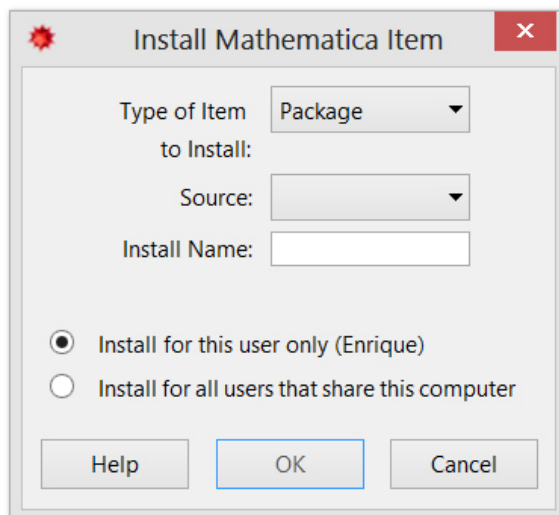 Install Mathematica Item
Type of Item Package
to Install:
Source:
Install Name:
Install for this user only (Enrique)
Install for all users that share this computer
Help OK Cancel